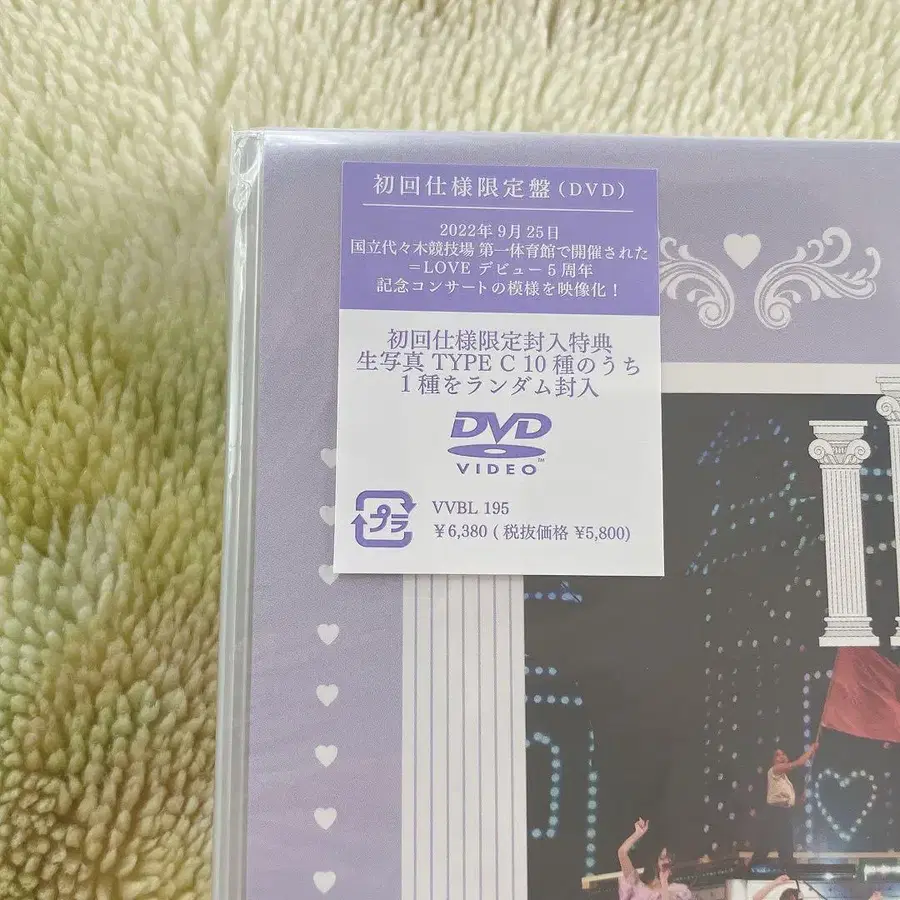 初回仕様限定盤(DVD)
2022年9月25日
国立代々木競技場 第一体育館で開催された
=LOVE デビュー5周年
記念コンサートの模様を映像化!
初回仕様限定封入特典
生写真 TYPE C 10種のうち
1種をランダム封入
DVD
VIDEO
TM
プラ
VVBL 195
¥6,380 ( 税抜価格 ¥5,800)